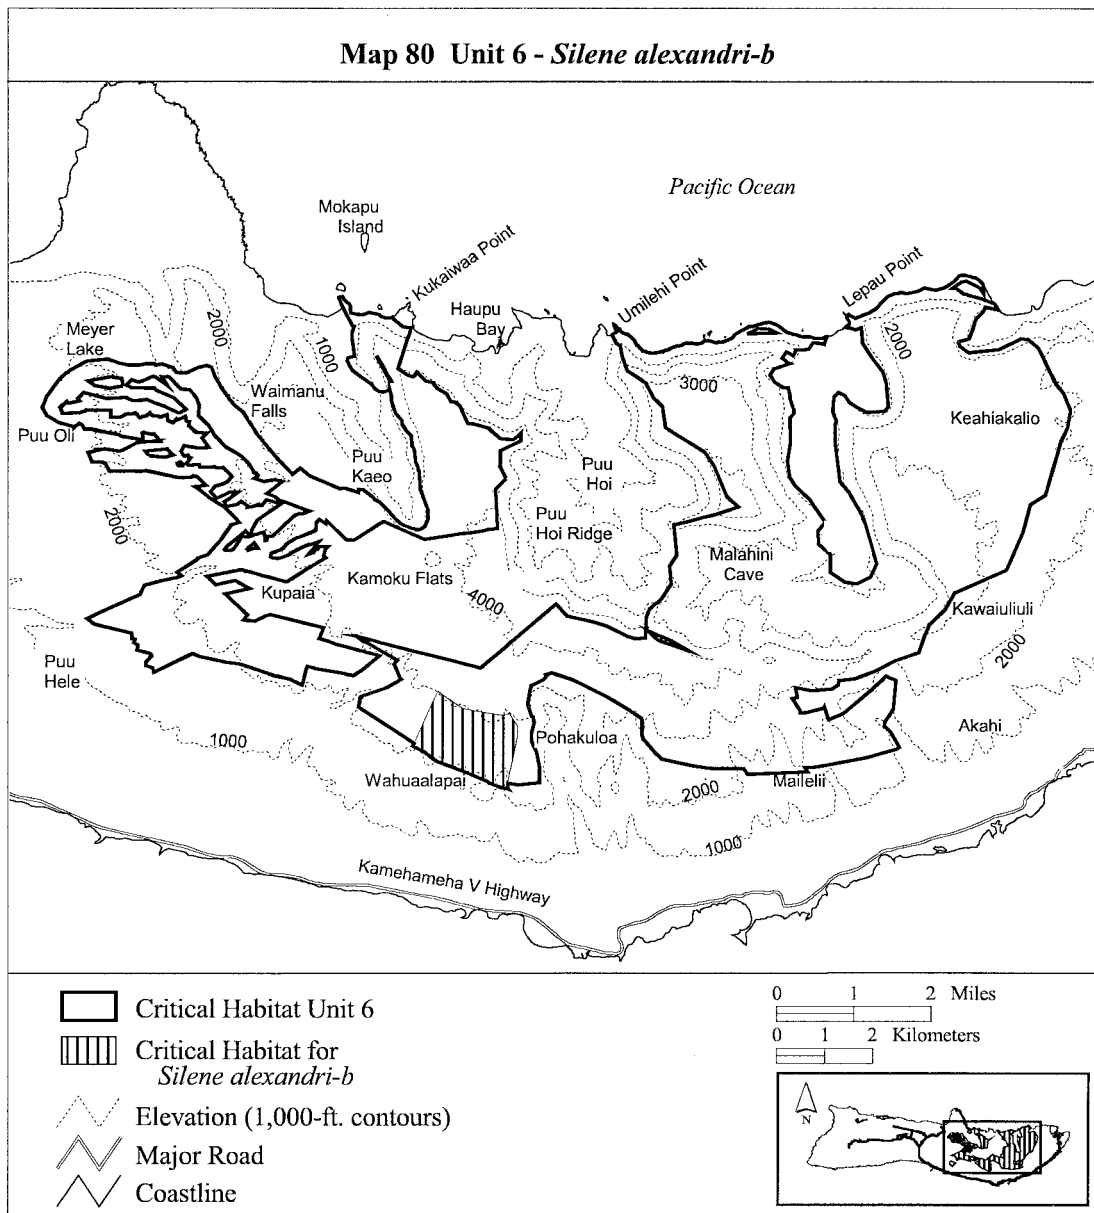 Map 80 Unit 6 - Silene alexandri-b
Pacific Ocean
Mokapu
Island
Kukaiwaa Point
Haupu
Bay
Umilehi Point
Lepau Point
Meyer
Lake
2000
1000
2000
3000
Waimanu
Falls
Keahiakalio
Puu Oli
Puu
Kaeo
Puu
Hoi
2000
Puu
Hoi Ridge
Malahini
Cave
Kamoku Flats
Kupaia
4000
Kawaiuliuli
2000
Puu
Hele
1000
Pohakuloa
Akahi
Wahuaalapai
Mailelii
2000
1000
Kamehameha V Highway
Critical Habitat Unit 6
Critical Habitat for
Silene alexandri-b
Elevation (1,000-ft. contours)
Major Road
Coastline
0 1 2 Miles
0 1 2 Kilometers
N